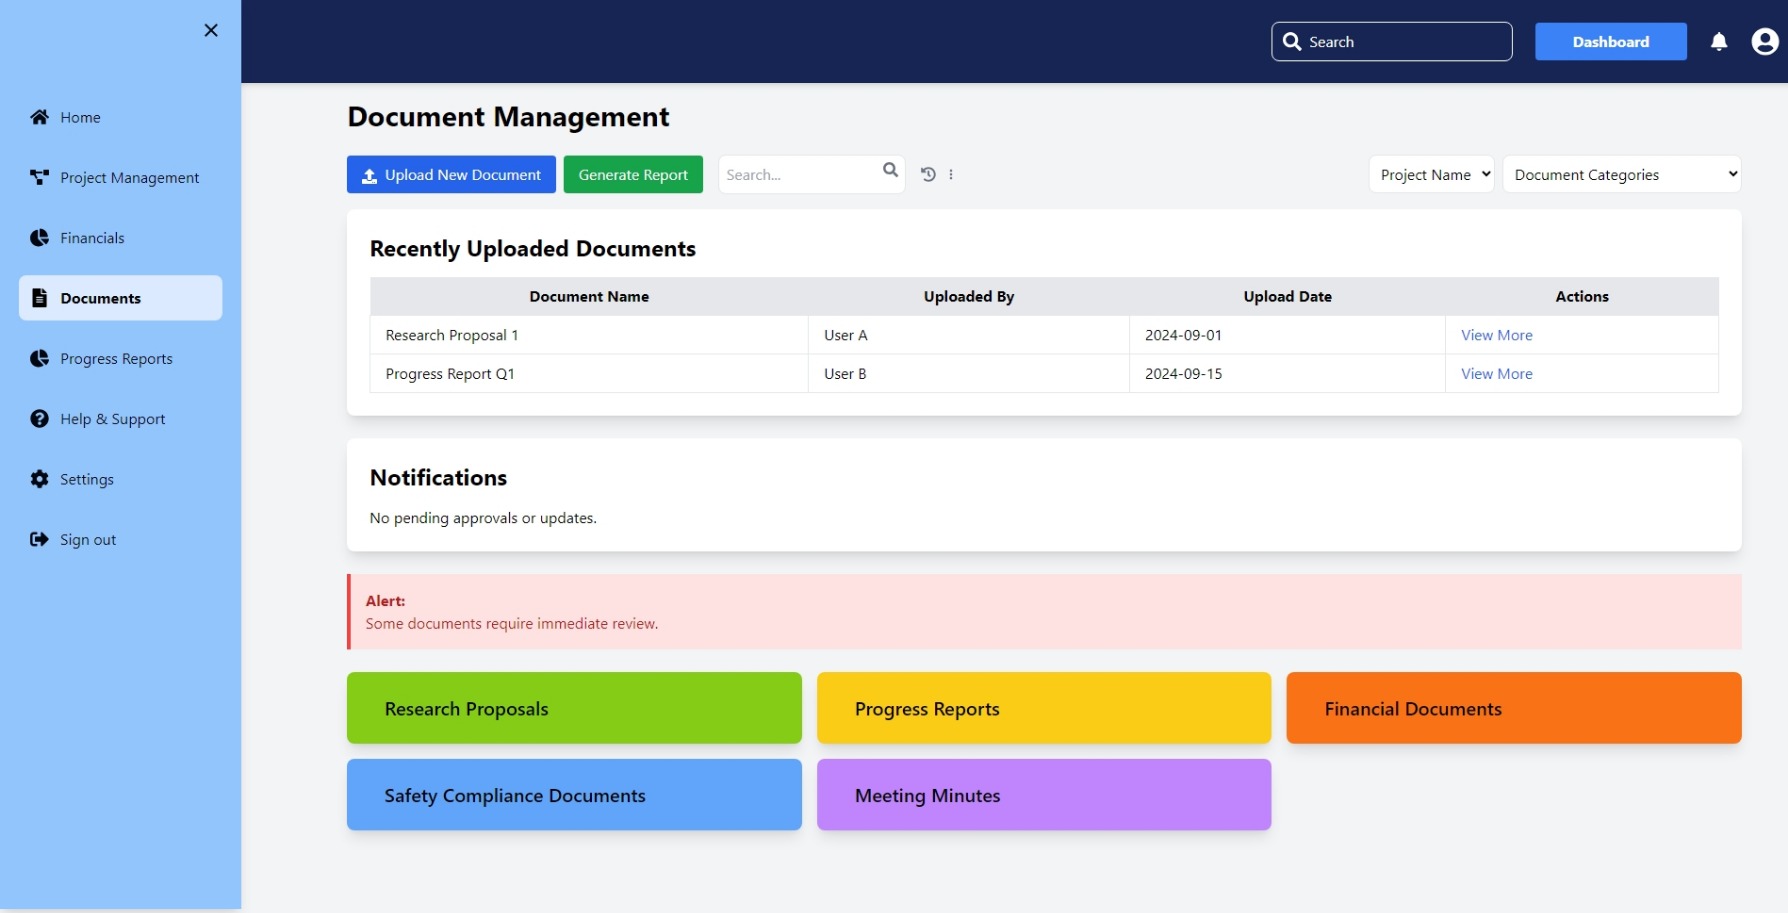 Search
Dashboard
Home
Project Management
Financials
Documents
Progress Reports
Help & Support
Settings
Sign out
Document Management
Upload New Document
Generate Report
Search...
Project Name
Document Categories
Recently Uploaded Documents
Document Name Uploaded By Upload Date Actions
Research Proposal 1 User A 2024-09-01 View More
Progress Report Q1 User B 2024-09-15 View More
Notifications
No pending approvals or updates.
Alert:
Some documents require immediate review.
Research Proposals
Progress Reports
Financial Documents
Safety Compliance Documents
Meeting Minutes